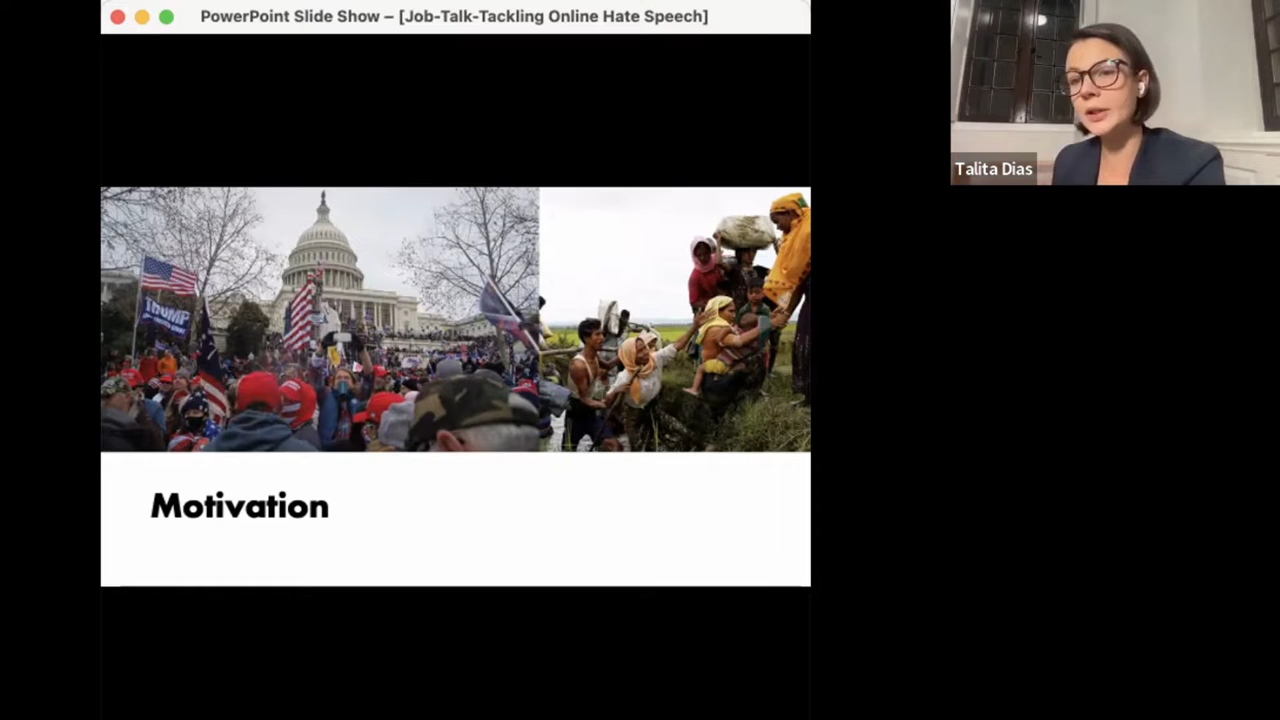 PowerPoint Slide Show – [Job-Talk-Tackling Online Hate Speech]
Talita Dias
TRUMP
Motivation